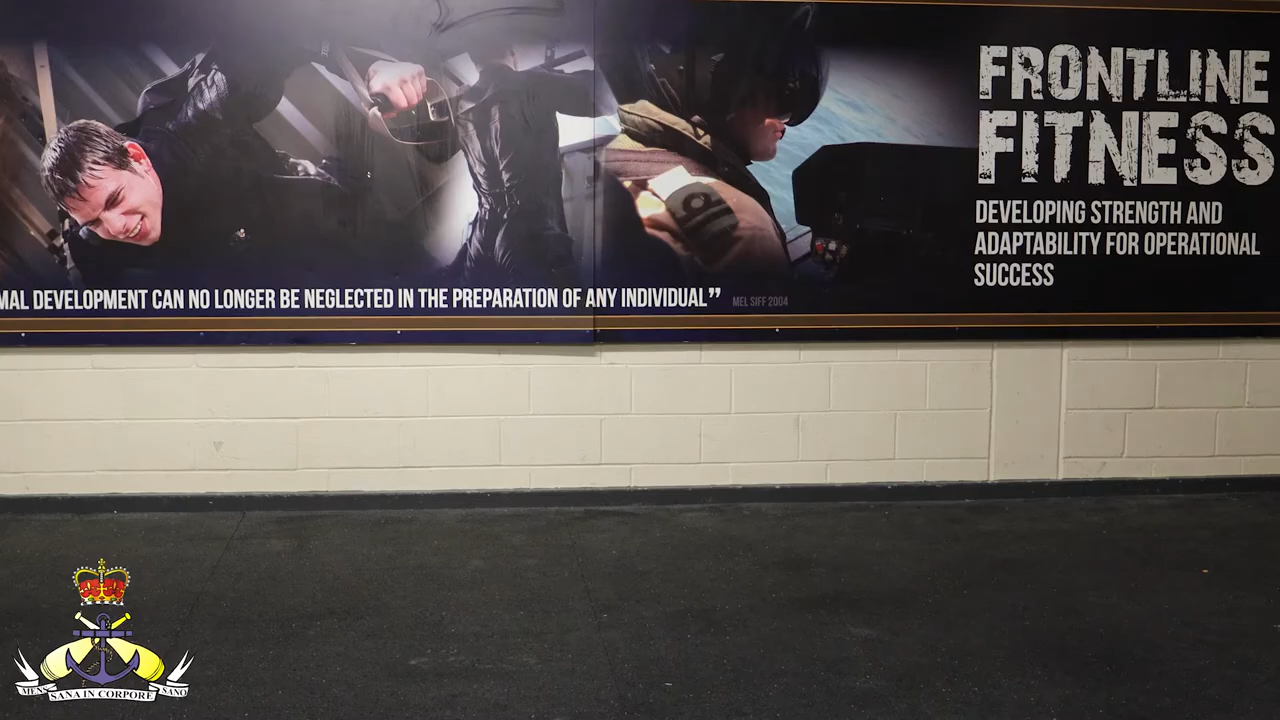 FRONTLINE
FITNESS
DEVELOPING STRENGTH AND
ADAPTABILITY FOR OPERATIONAL
SUCCESS
DEVELOPMENT CAN NO LONGER BE NEGLECTED IN THE PREPARATION OF ANY INDIVIDUAL” MEL SIFF 2004
MENS SANA IN CORPORE SANO